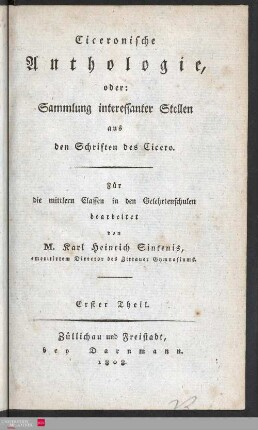 Ciceronische
Anthologie,
oder:
Sammlung interessanter Stellen
aus
den Schriften des Cicero.
Für
die mittlern Classen in den Gelehrtenschulen
bearbeitet
von
M. Karl Heinrich Sintenis,
emeritirtem Director des Zittauer Gymnasiums.
Erster Theil.
Züllichau und Freistadt,
bey Darnmann.
1808.